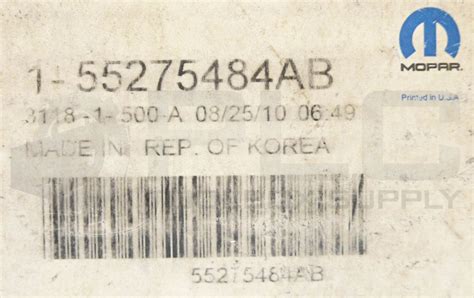 MOPAR.
Printed in U.S.A
1-55275484AB
3118-1-500-A 08/25/10 06:49
MADE IN REP. OF KOREA
SUPPLY
55275484AB